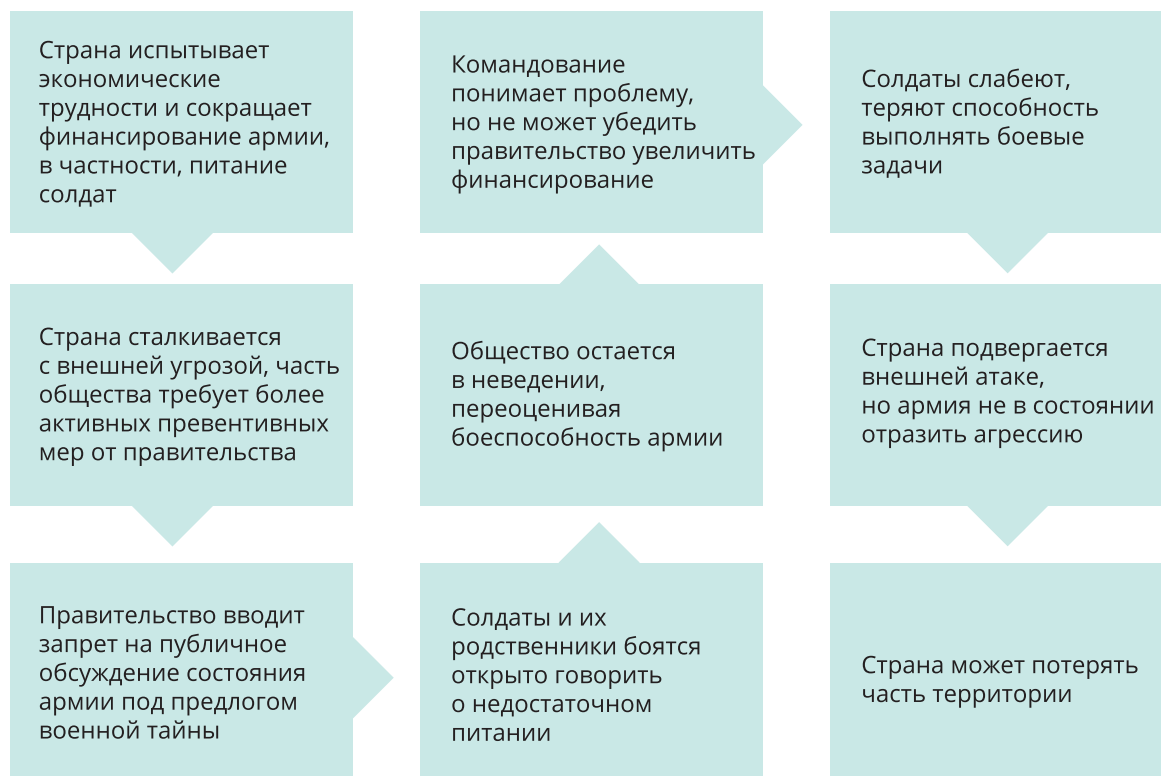 Страна испытывает
экономические
трудности и сокращает
финансирование армии,
в частности, питание
солдат
Страна сталкивается
с внешней угрозой, часть
общества требует более
активных превентивных
мер от правительства
Правительство вводит
запрет на публичное
обсуждение состояния
армии под предлогом
военной тайны
Солдаты и их
родственники боятся
открыто говорить
о недостаточном
питании
Общество остается
в неведении,
переоценивая
боеспособность армии
Командование
понимает проблему,
но не может убедить
правительство увеличить
финансирование
Солдаты слабеют,
теряют способность
выполнять боевые
задачи
Страна подвергается
внешней атаке,
но армия не в состоянии
отразить агрессию
Страна может потерять
часть территории